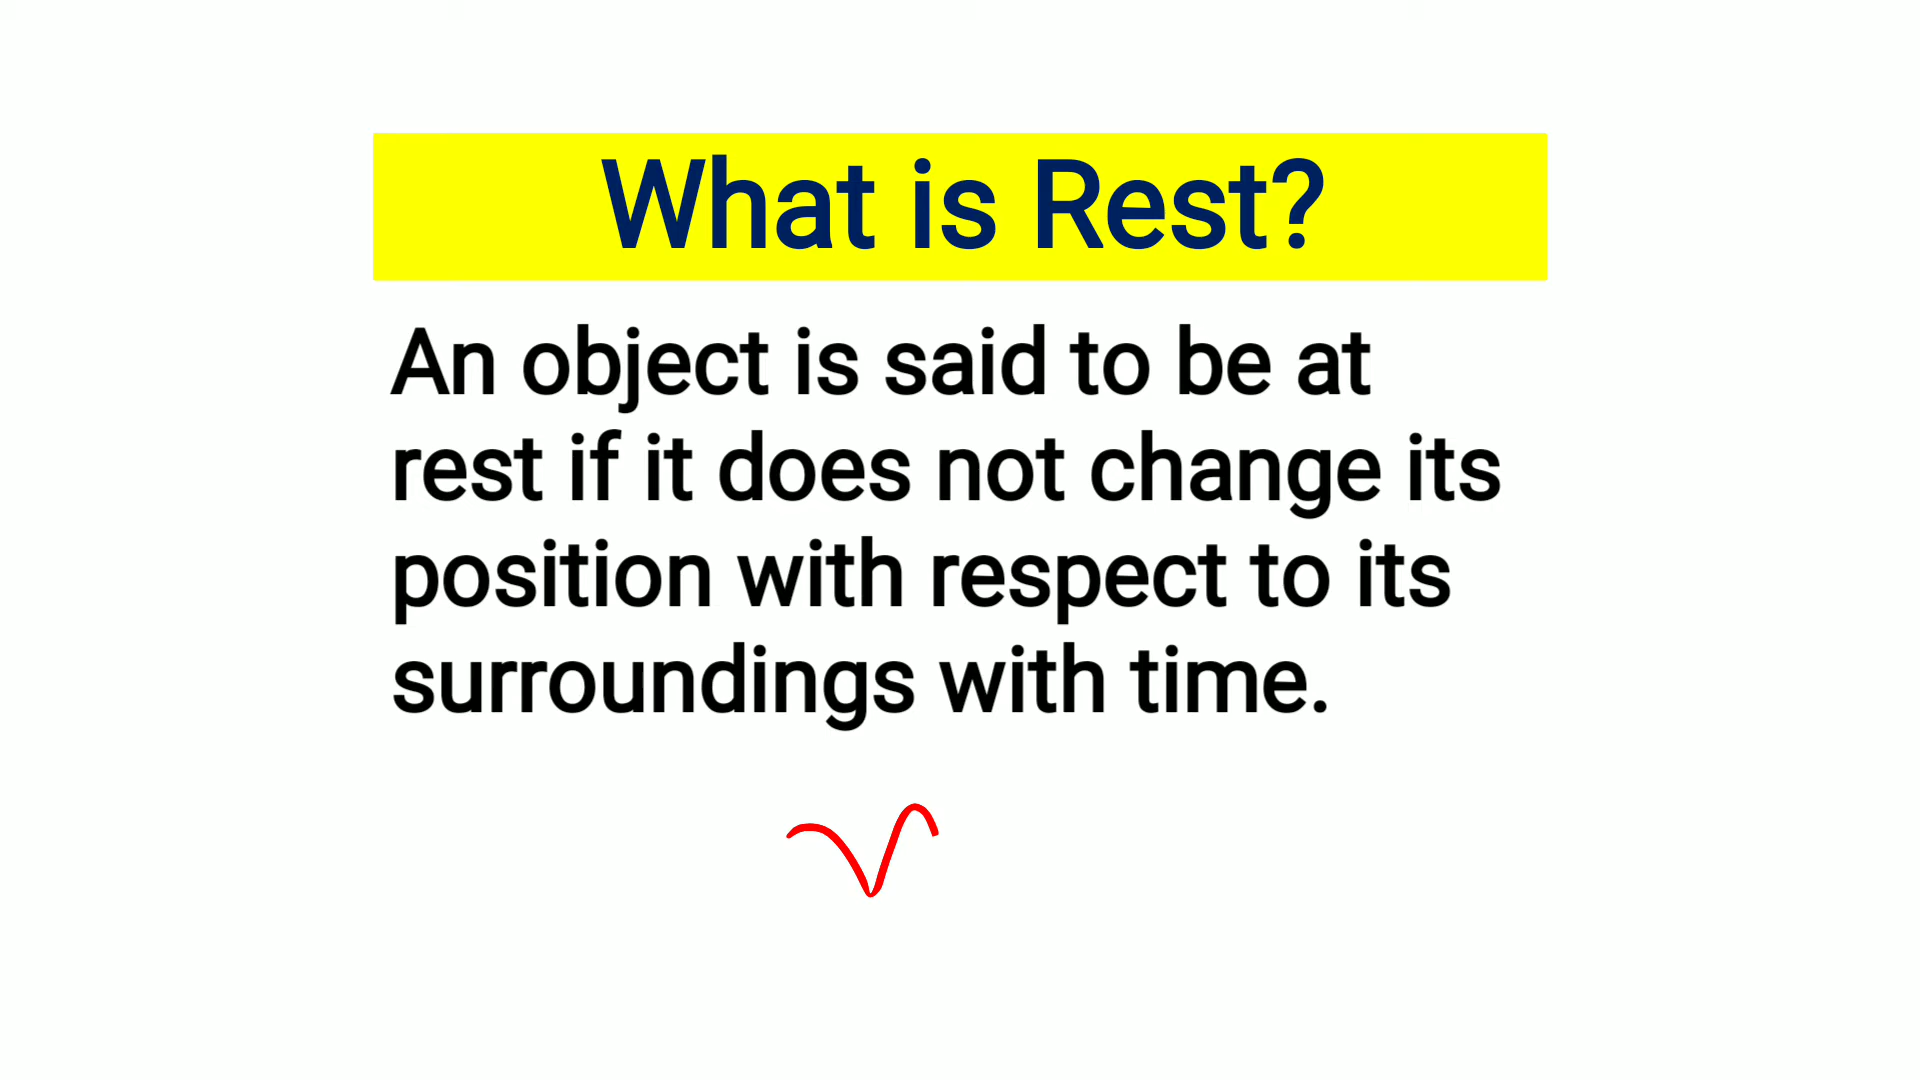 What is Rest?
An object is said to be at
rest if it does not change its
position with respect to its
surroundings with time.